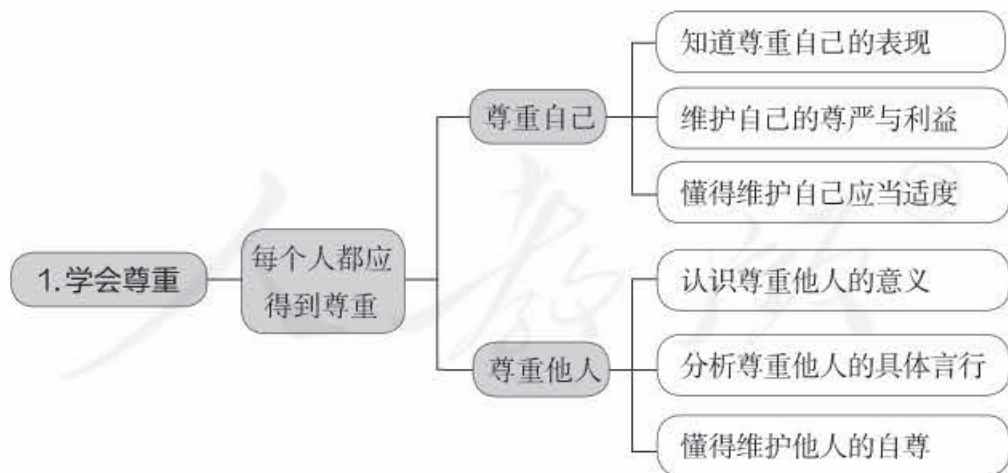 1.学会尊重
每个人都应
得到尊重
尊重自己
知道尊重自己的表现
维护自己的尊严与利益
懂得维护自己应当适度
尊重他人
认识尊重他人的意义
分析尊重他人的具体言行
懂得维护他人的自尊
人教版®